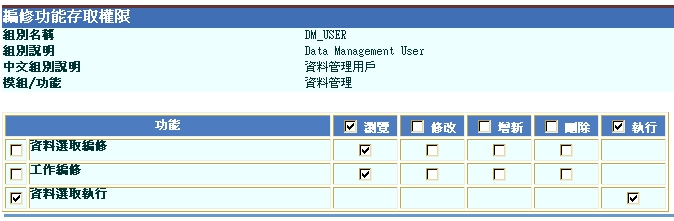 編修功能存取權限
組別名稱 DM_USER
組別說明 Data Management User
中文組別說明 資料管理用戶
模組/功能 資料管理
功能 瀏覽 修改 增新 刪除 執行
資料選取編修
工作編修
資料選取執行